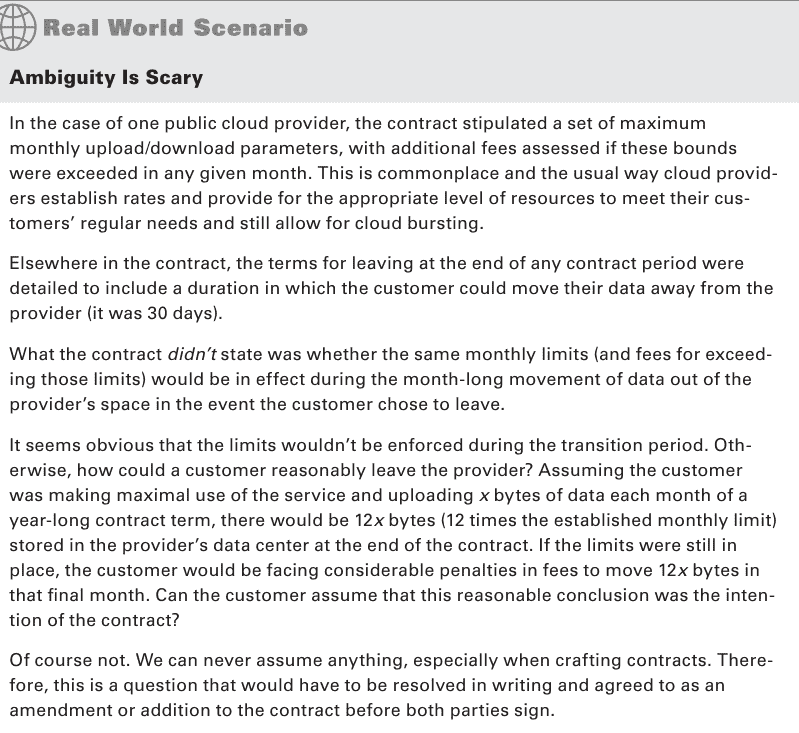 Real World Scenario
Ambiguity Is Scary
In the case of one public cloud provider, the contract stipulated a set of maximum
monthly upload/download parameters, with additional fees assessed if these bounds
were exceeded in any given month. This is commonplace and the usual way cloud provid-
ers establish rates and provide for the appropriate level of resources to meet their cus-
tomers’ regular needs and still allow for cloud bursting.
Elsewhere in the contract, the terms for leaving at the end of any contract period were
detailed to include a duration in which the customer could move their data away from the
provider (it was 30 days).
What the contract didn’t state was whether the same monthly limits (and fees for exceed-
ing those limits) would be in effect during the month-long movement of data out of the
provider’s space in the event the customer chose to leave.
It seems obvious that the limits wouldn’t be enforced during the transition period. Oth-
erwise, how could a customer reasonably leave the provider? Assuming the customer
was making maximal use of the service and uploading x bytes of data each month of a
year-long contract term, there would be 12x bytes (12 times the established monthly limit)
stored in the provider’s data center at the end of the contract. If the limits were still in
place, the customer would be facing considerable penalties in fees to move 12x bytes in
that final month. Can the customer assume that this reasonable conclusion was the inten-
tion of the contract?
Of course not. We can never assume anything, especially when crafting contracts. There-
fore, this is a question that would have to be resolved in writing and agreed to as an
amendment or addition to the contract before both parties sign.